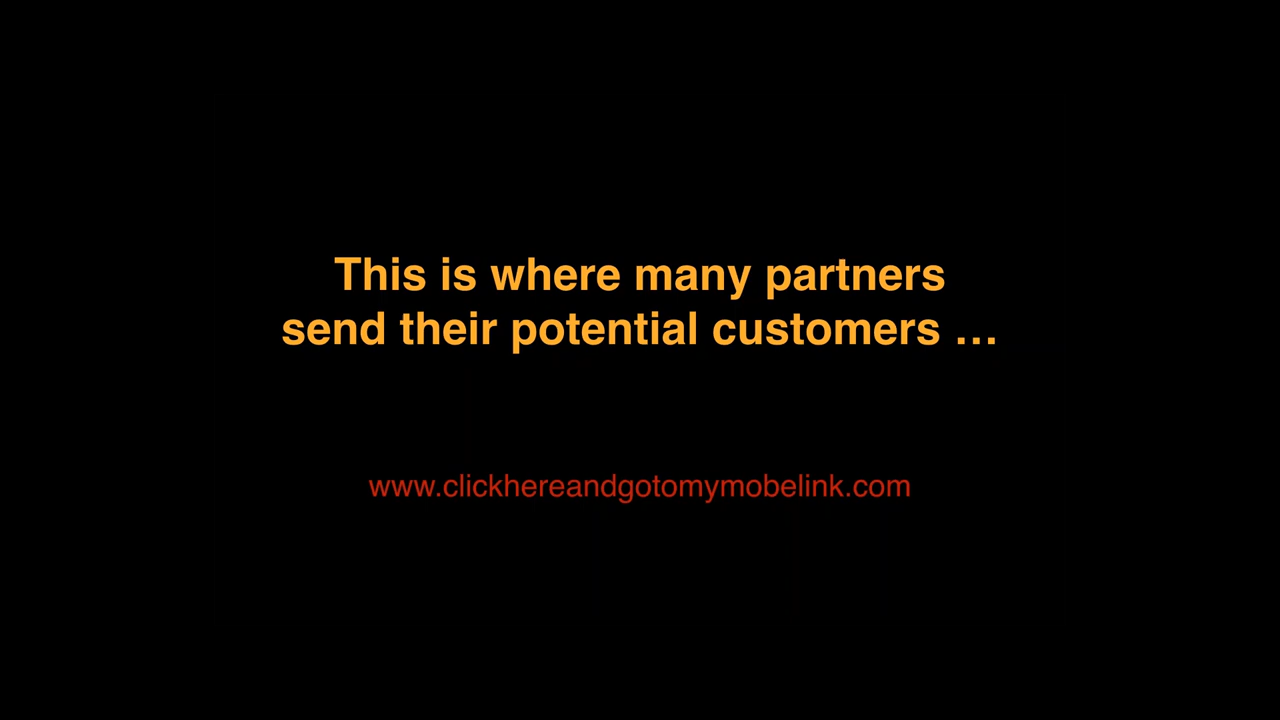 This is where many partners
send their potential customers …
www.clickhereandgotomymobelink.com